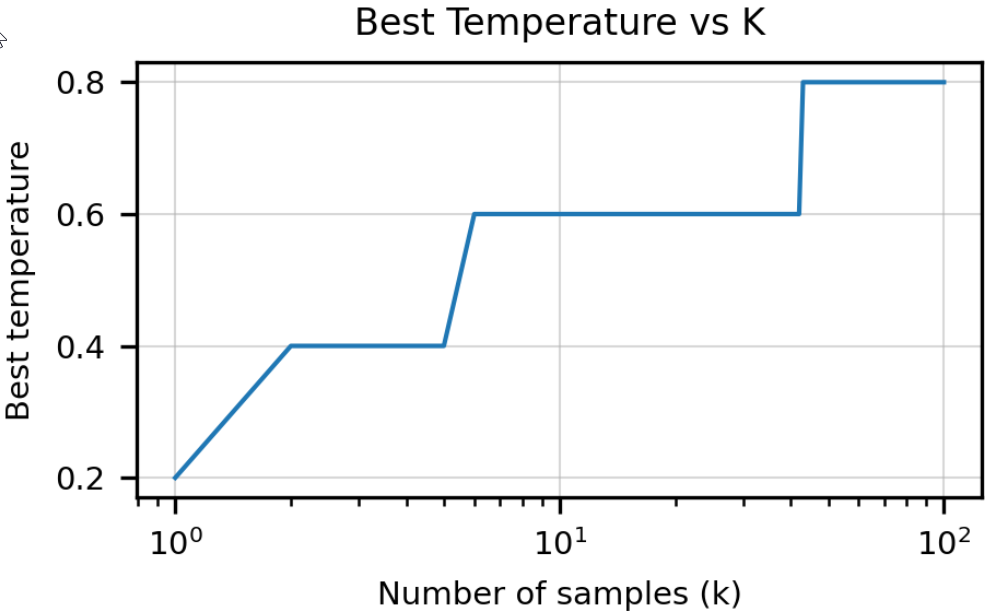 Best Temperature vs K
Best temperature
0.8
0.6
0.4
0.2
10⁰ 10¹ 10²
Number of samples (k)